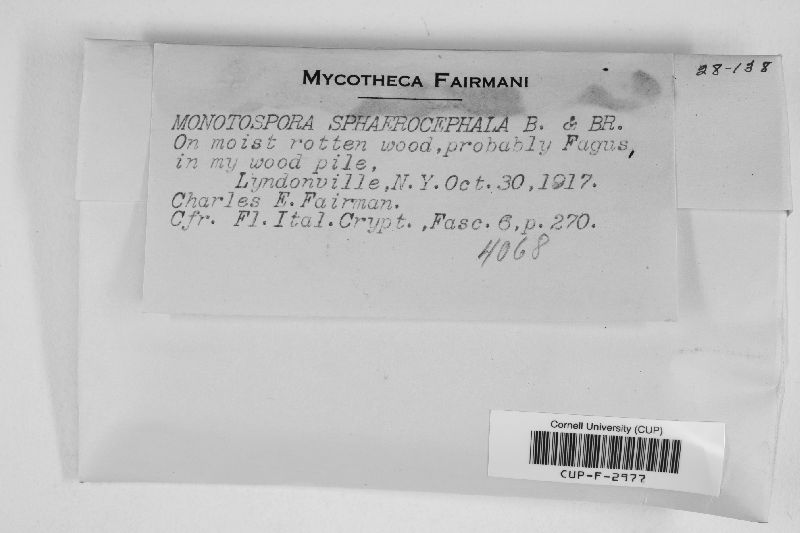 28-138
MYCOTHECA FAIRMANI
MONOTOSPORA SPHAEROCEPHALA B. & BR.
On moist rotten wood, probably Fagus,
in my wood pile,
Lyndonville, N. Y. Oct. 30, 1917.
Charles E. Fairman.
Cfr. Fl. Ital. Crypt., Fasc. 6, p. 270.
4068
Cornell University (CUP)
CUP-F-2977